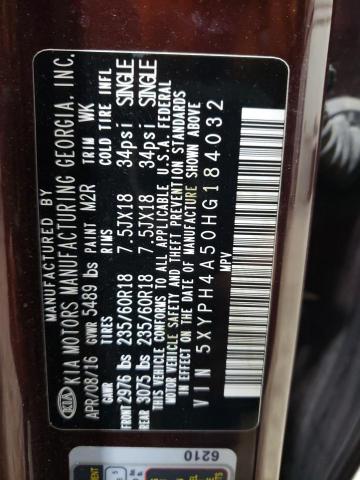 MANUFACTURED BY
KIA KIA MOTORS MANUFACTURING GEORGIA, INC.
APR/08/16 GVWR 5489 lbs PAINT M2R TRIM WK
GAWR TIRES RIMS COLD TIRE INFL
FRONT 2976 lbs 235/60R18 7.5JX18 34psi SINGLE
REAR 3075 lbs 235/60R18 7.5JX18 34psi SINGLE
THIS VEHICLE CONFORMS TO ALL APPLICABLE U.S.A. FEDERAL
MOTOR VEHICLE SAFETY AND THEFT PREVENTION STANDARDS
IN EFFECT ON THE DATE OF MANUFACTURE SHOWN ABOVE
VIN 5XYPH4A50HG184032
MPV
6210